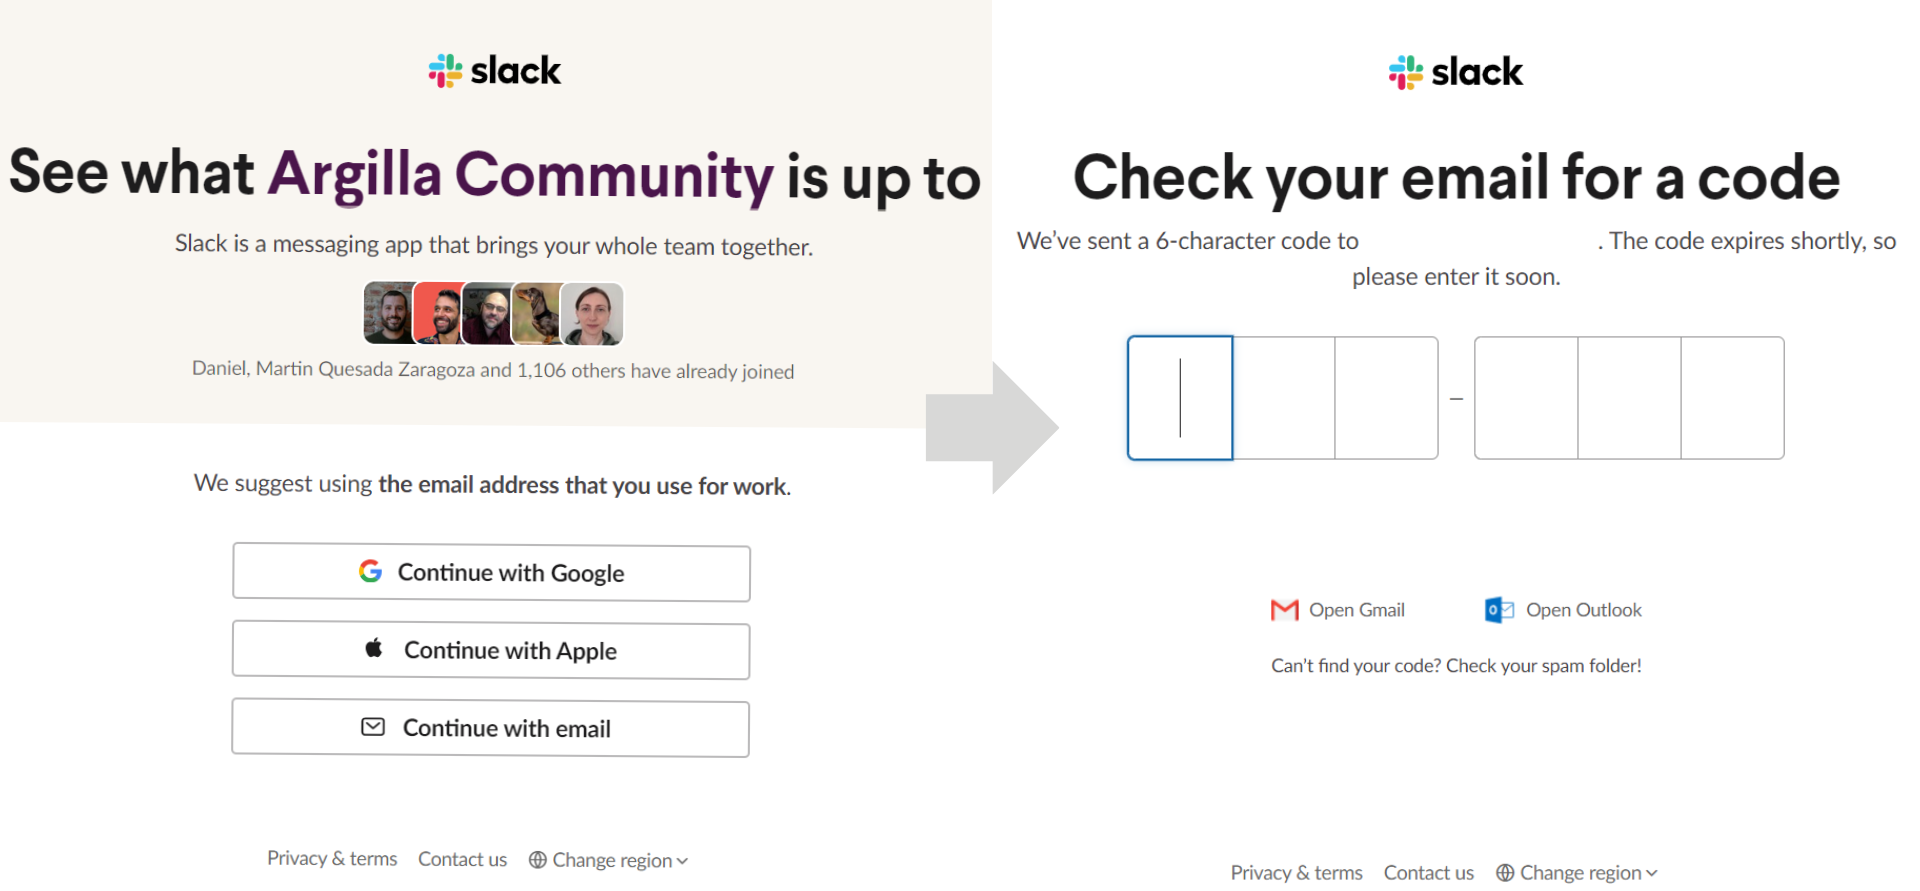 slack
See what Argilla Community is up to
Slack is a messaging app that brings your whole team together.
Daniel, Martin Quesada Zaragoza and 1,106 others have already joined
We suggest using the email address that you use for work.
Continue with Google
Continue with Apple
Continue with email
Privacy & terms Contact us Change region
slack
Check your email for a code
We've sent a 6-character code to . The code expires shortly, so
please enter it soon.
–
Open Gmail Open Outlook
Can't find your code? Check your spam folder!
Privacy & terms Contact us Change region